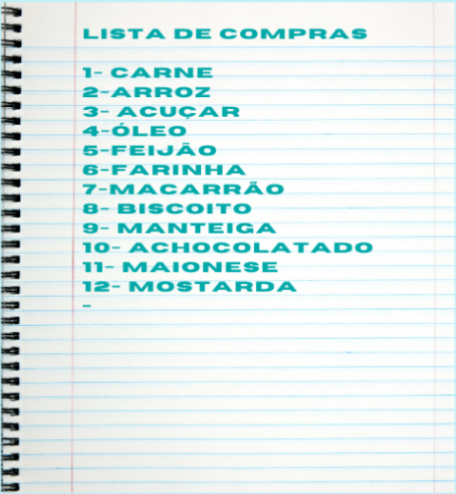 LISTA DE COMPRAS
1- CARNE
2-ARROZ
3- ACUÇAR
4-ÓLEO
5-FEIJÃO
6-FARINHA
7-MACARRÃO
8- BISCOITO
9- MANTEIGA
10- ACHOCOLATADO
11- MAIONESE
12- MOSTARDA
-